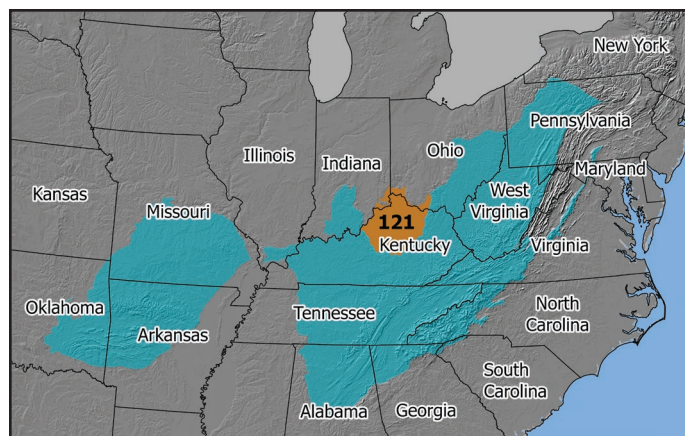 New York
Pennsylvania
Ohio
Illinois
Indiana
Maryland
Kansas
Missouri
West
Virginia
121
Kentucky
Virginia
Oklahoma
Tennessee
North
Carolina
Arkansas
South
Carolina
Alabama
Georgia